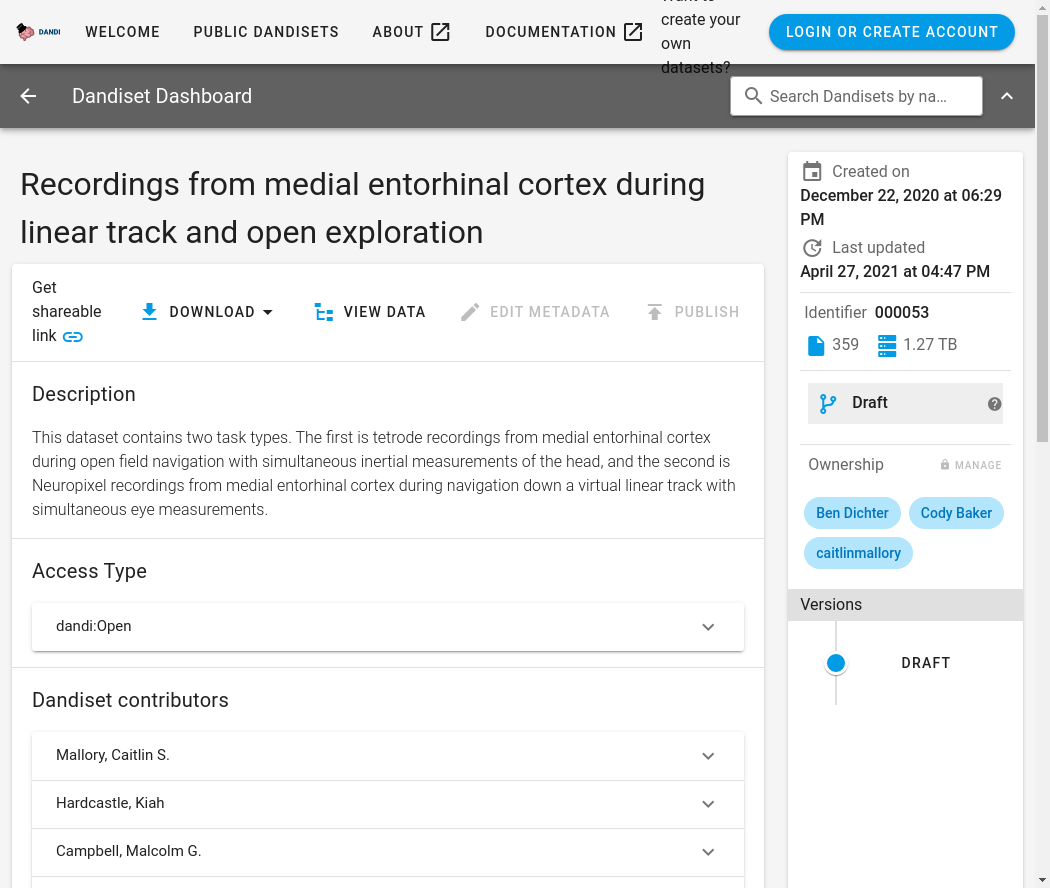 DANDI
WELCOME
PUBLIC DANDISETS
ABOUT
DOCUMENTATION
create your
own
datasets?
LOGIN OR CREATE ACCOUNT
Dandiset Dashboard
Search Dandisets by na…
Recordings from medial entorhinal cortex during
linear track and open exploration
Get
shareable
link
DOWNLOAD
VIEW DATA
EDIT METADATA
PUBLISH
Description
This dataset contains two task types. The first is tetrode recordings from medial entorhinal cortex
during open field navigation with simultaneous inertial measurements of the head, and the second is
Neuropixel recordings from medial entorhinal cortex during navigation down a virtual linear track with
simultaneous eye measurements.
Access Type
dandi:Open
Dandiset contributors
Mallory, Caitlin S.
Hardcastle, Kiah
Campbell, Malcolm G.
Created on
December 22, 2020 at 06:29
PM
Last updated
April 27, 2021 at 04:47 PM
Identifier 000053
359
1.27 TB
Draft
Ownership
MANAGE
Ben Dichter
Cody Baker
caitlinmallory
Versions
DRAFT